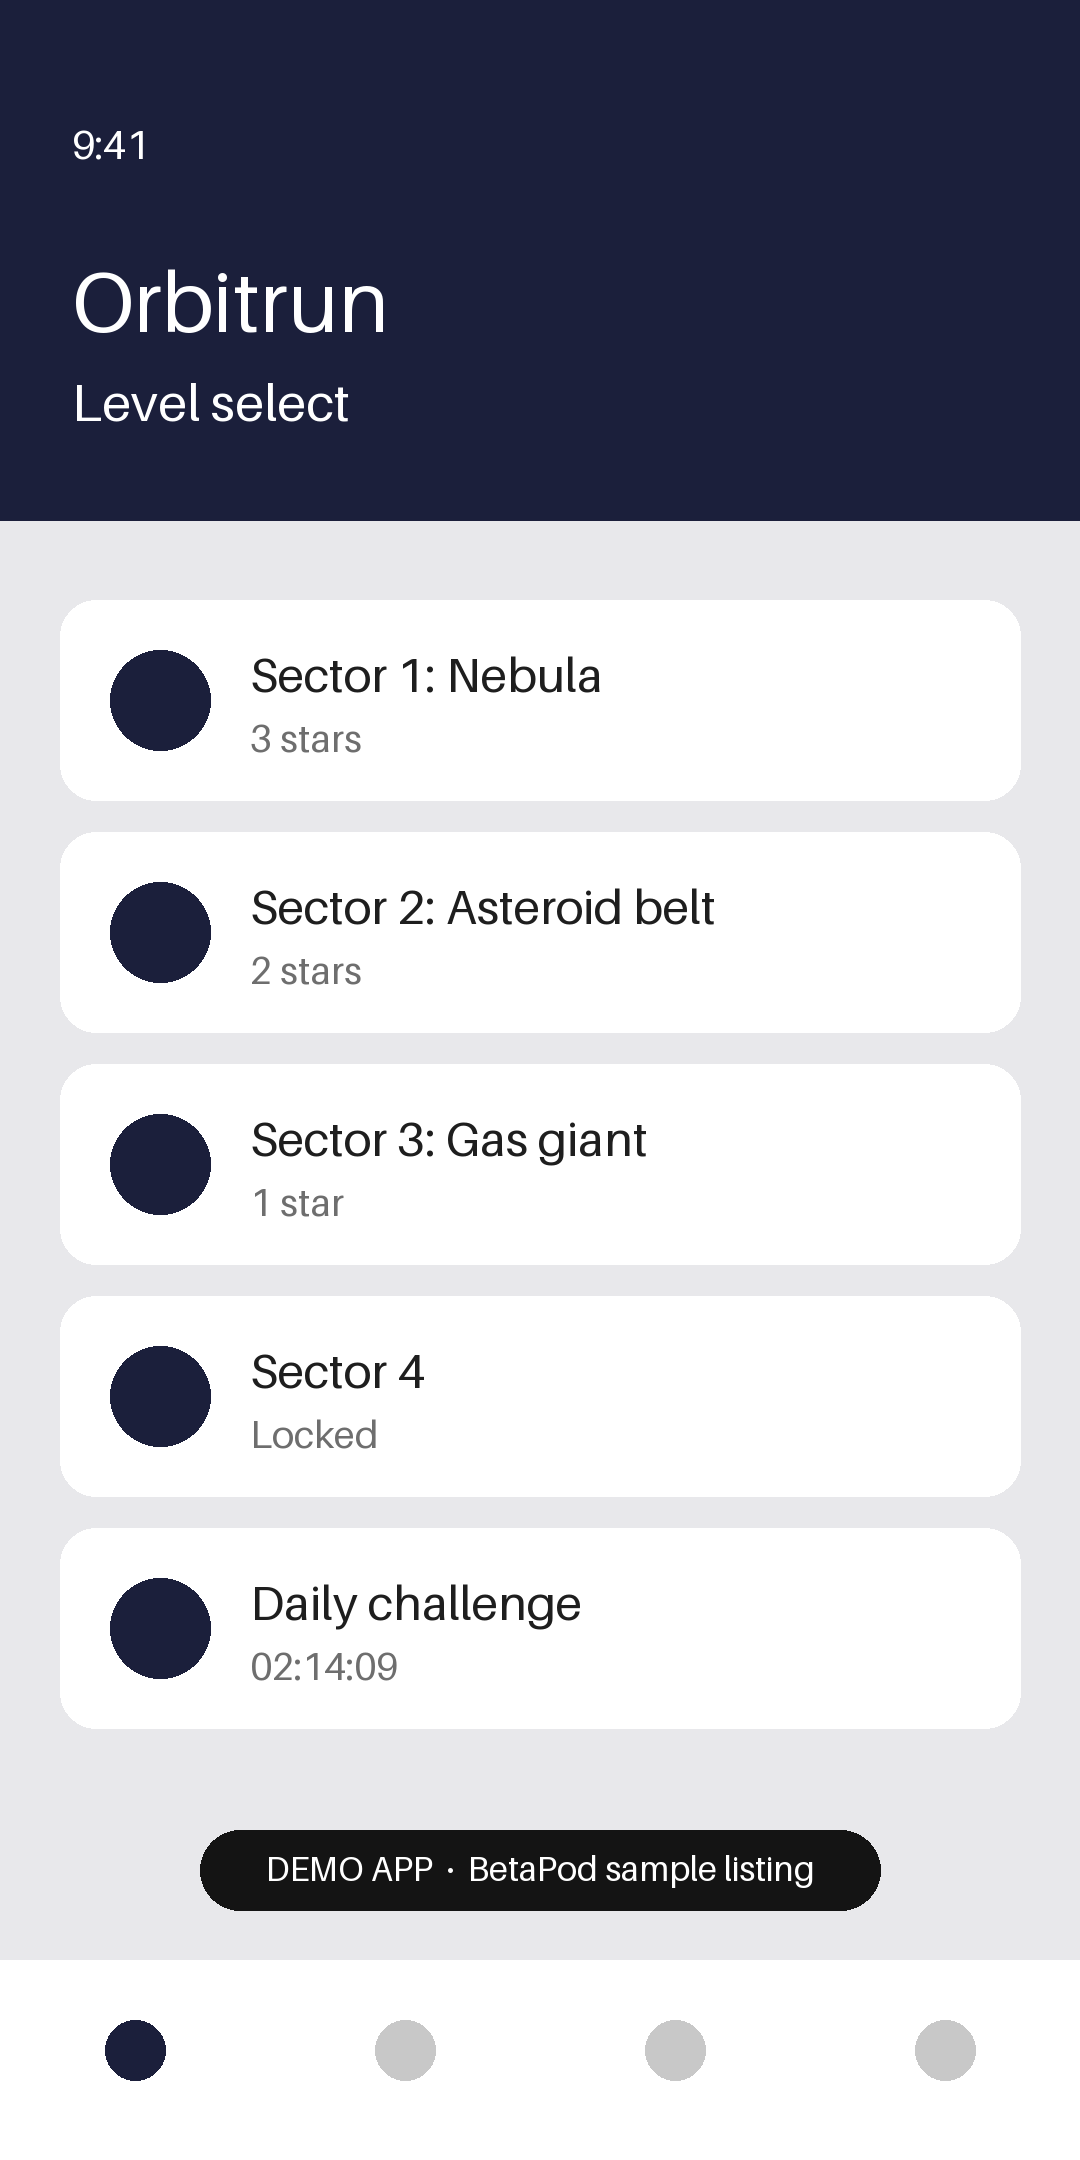 9:41
Orbitrun
Level select
Sector 1: Nebula
3 stars
Sector 2: Asteroid belt
2 stars
Sector 3: Gas giant
1 star
Sector 4
Locked
Daily challenge
02:14:09
DEMO APP · BetaPod sample listing